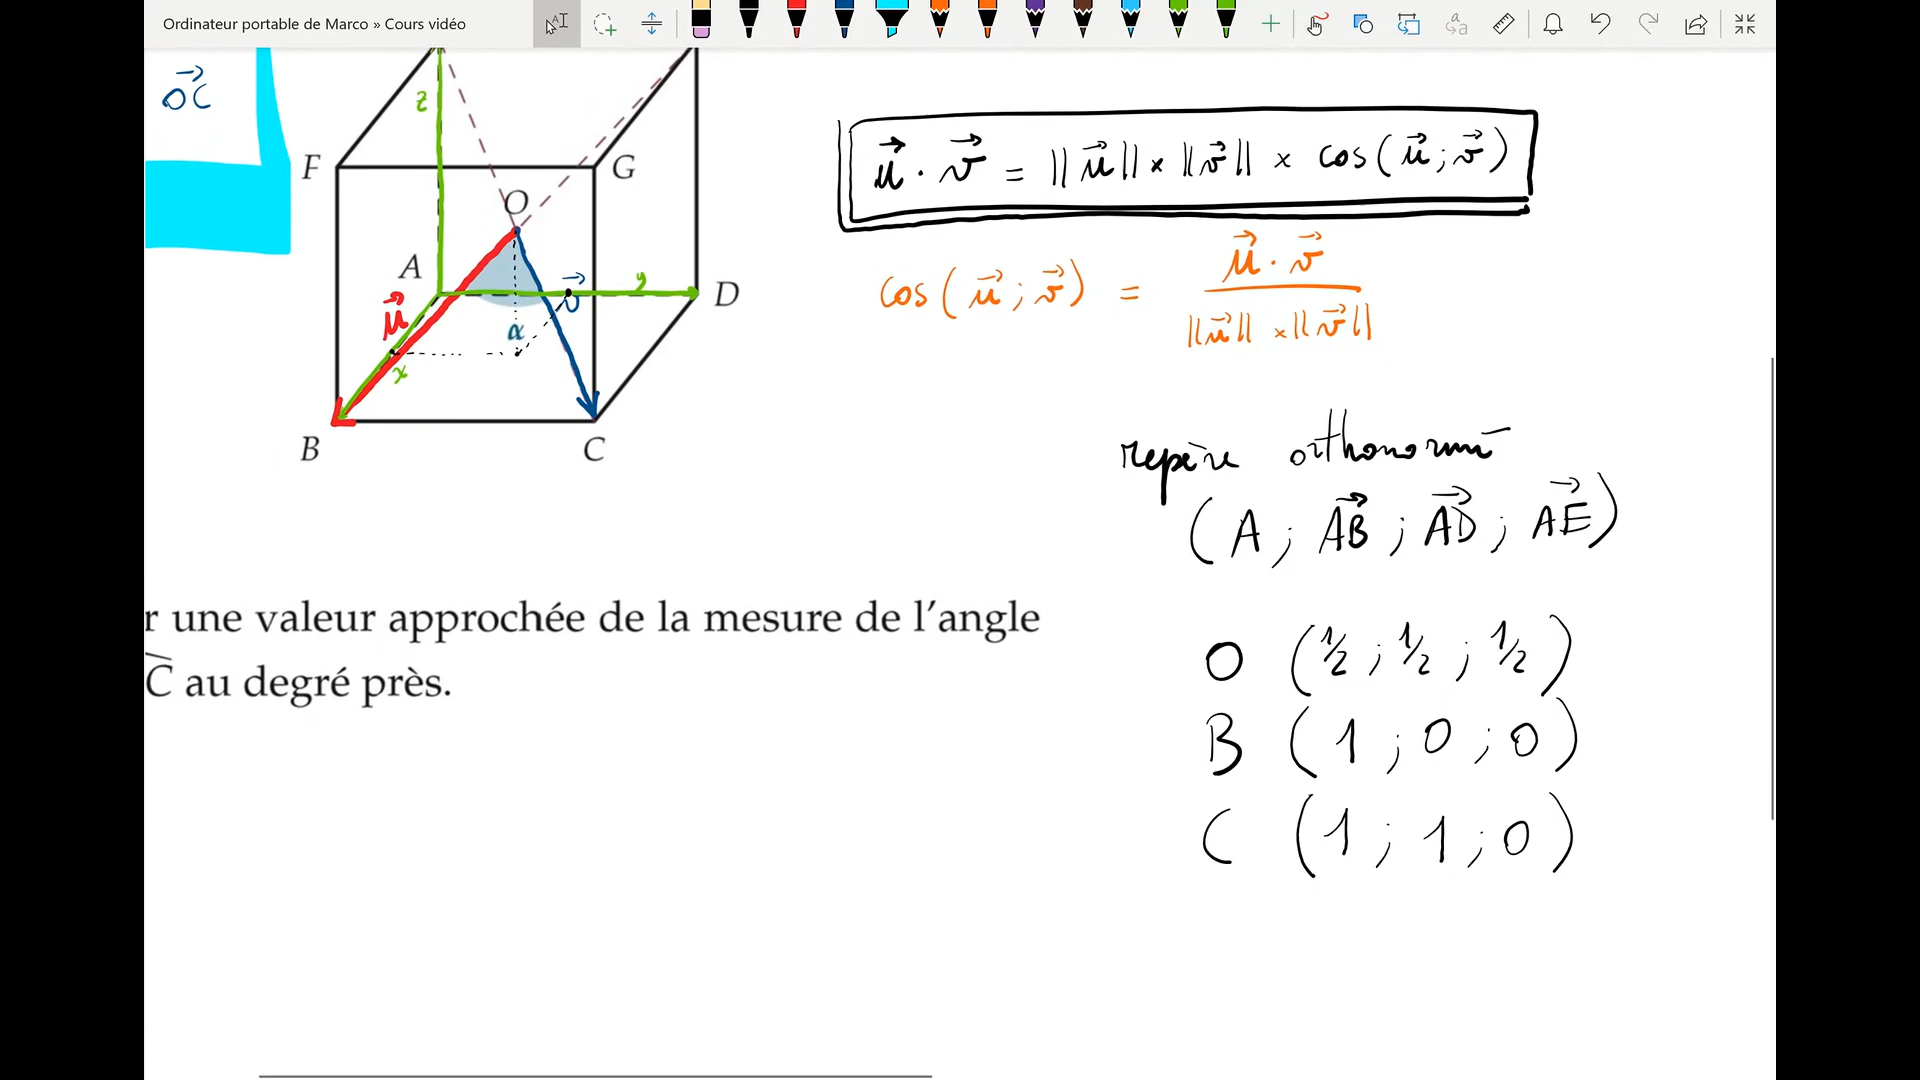 Ordinateur portable de Marco » Cours vidéo
OC
z
F
G
O
A
y
D
u
v
α
x
B
C
u · v = ||u|| × ||v|| × cos(u ; v)
cos(u ; v) = u · v / ||u|| × ||v||
repère orthonormé
(A ; AB ; AD ; AE)
r une valeur approchée de la mesure de l'angle
C au degré près.
O (1/2 ; 1/2 ; 1/2)
B (1 ; 0 ; 0)
C (1 ; 1 ; 0)